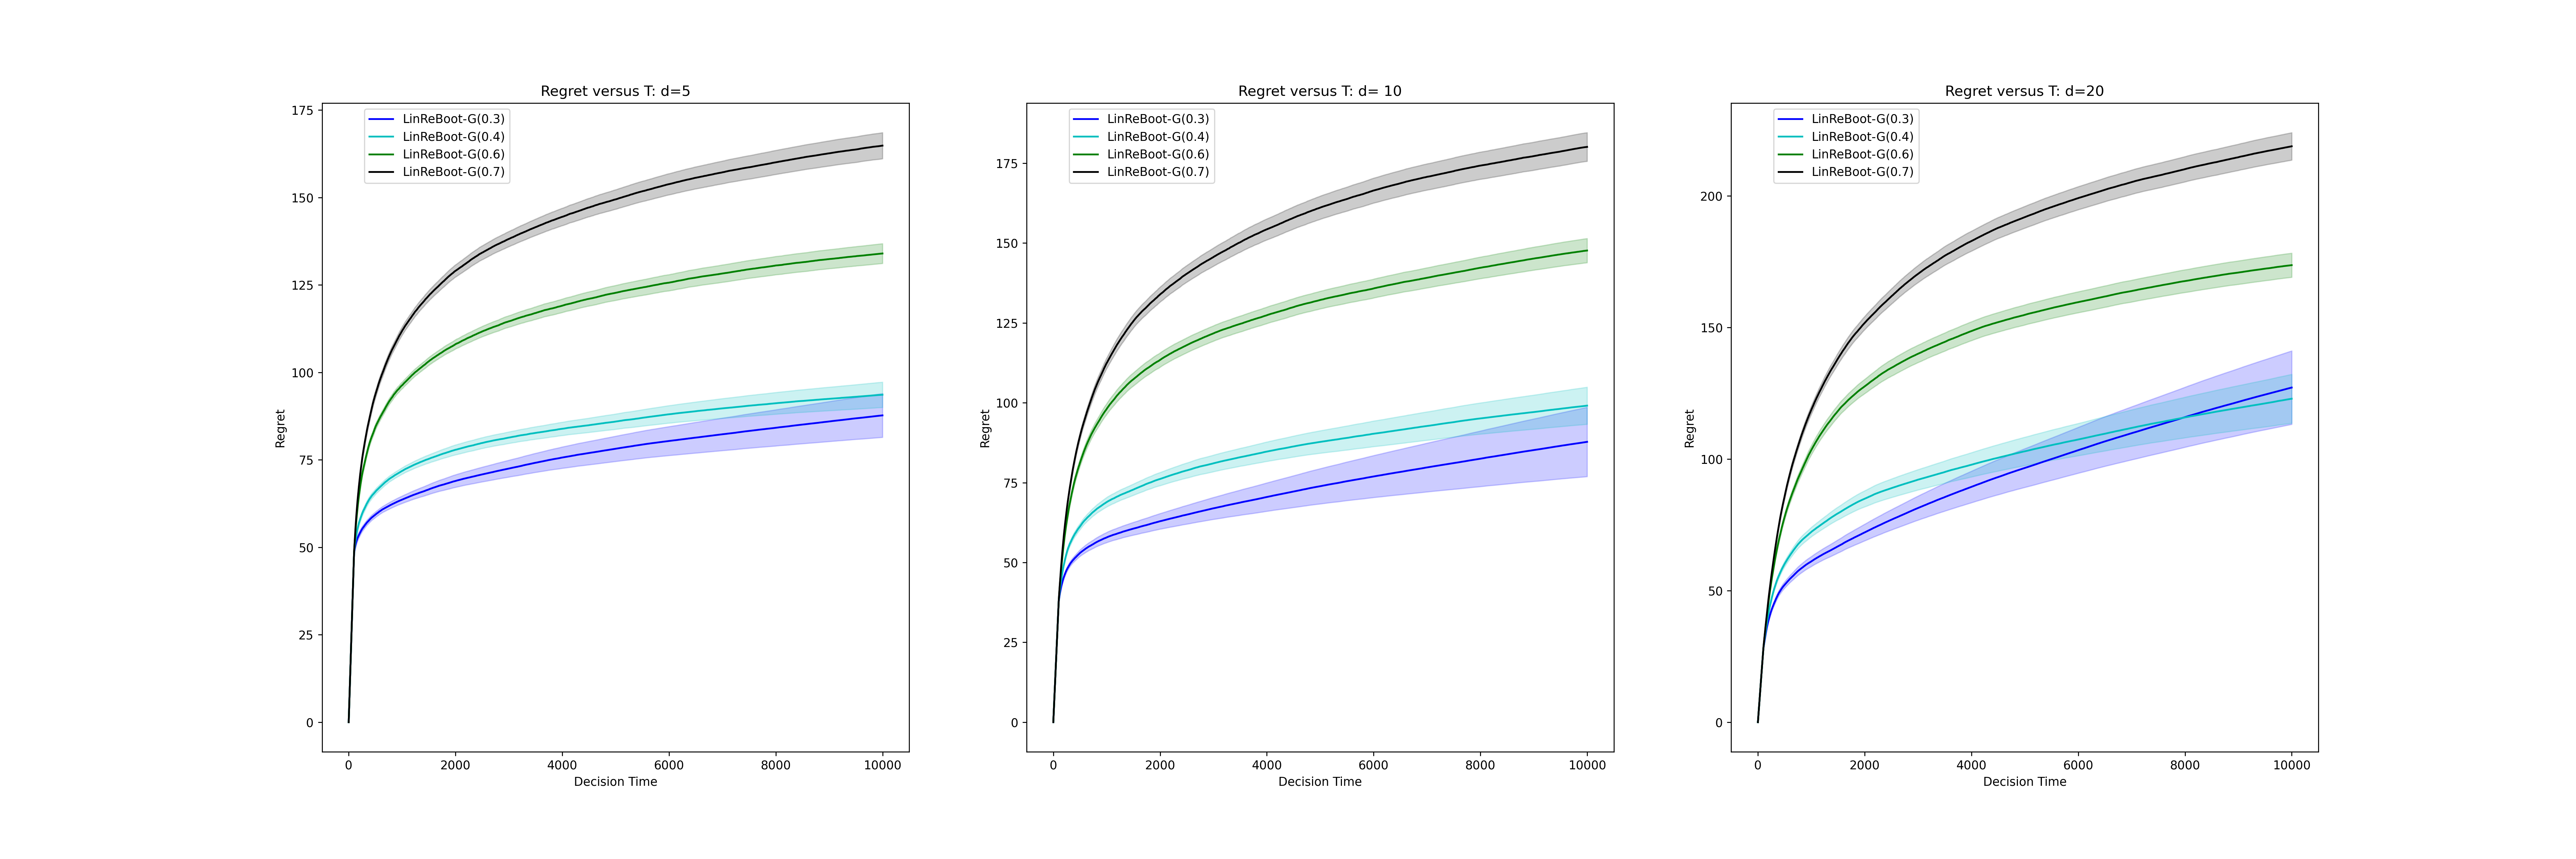 Regret versus T: d=5
LinReBoot-G(0.3)
LinReBoot-G(0.4)
LinReBoot-G(0.6)
LinReBoot-G(0.7)
175
150
125
100
75
50
25
0
Regret
0 2000 4000 6000 8000 10000
Decision Time
Regret versus T: d= 10
LinReBoot-G(0.3)
LinReBoot-G(0.4)
LinReBoot-G(0.6)
LinReBoot-G(0.7)
175
150
125
100
75
50
25
0
Regret
0 2000 4000 6000 8000 10000
Decision Time
Regret versus T: d=20
LinReBoot-G(0.3)
LinReBoot-G(0.4)
LinReBoot-G(0.6)
LinReBoot-G(0.7)
200
150
100
50
0
Regret
0 2000 4000 6000 8000 10000
Decision Time